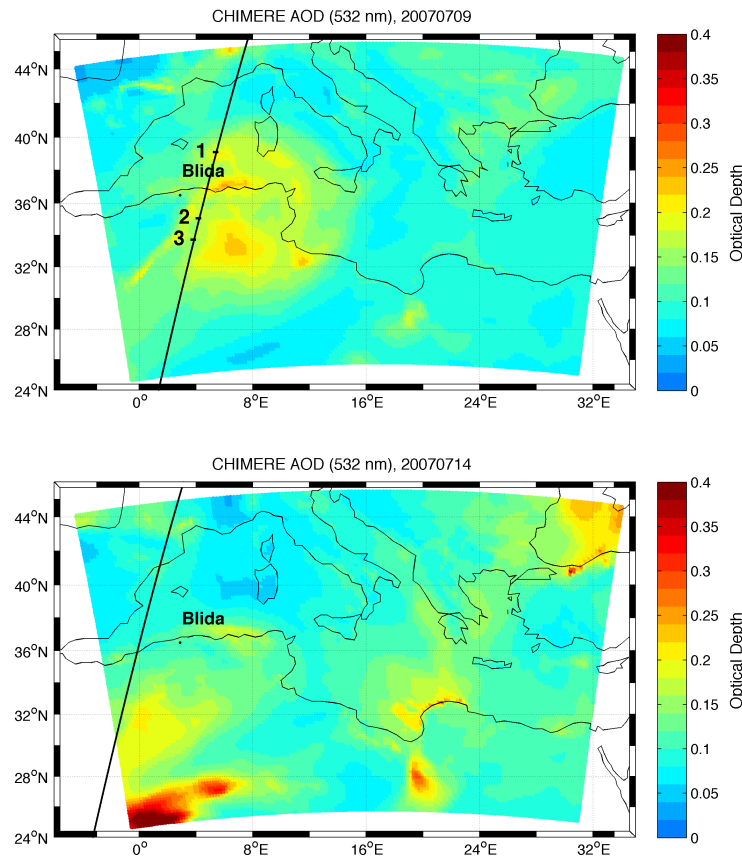 CHIMERE AOD (532 nm), 20070709
44°N
40°N
36°N
32°N
28°N
24°N
0°
8°E
16°E
24°E
32°E
1
Blida
2
3
0.4
0.35
0.3
0.25
0.2
0.15
0.1
0.05
0
Optical Depth
CHIMERE AOD (532 nm), 20070714
44°N
40°N
36°N
32°N
28°N
24°N
0°
8°E
16°E
24°E
32°E
Blida
0.4
0.35
0.3
0.25
0.2
0.15
0.1
0.05
0
Optical Depth